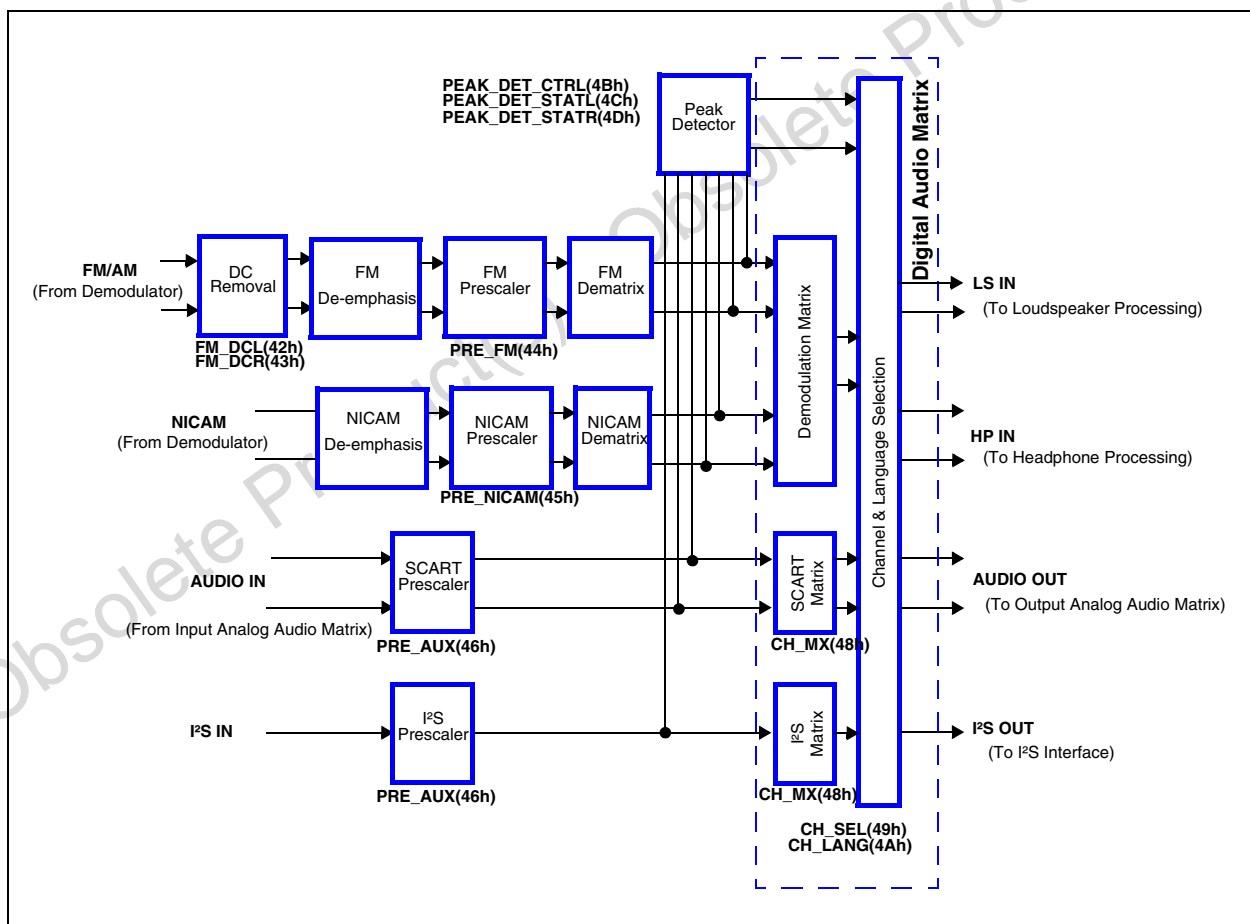 Obsolete Product(s) - Obsolete Pro
PEAK_DET_CTRL(4Bh)
PEAK_DET_STATL(4Ch)
PEAK_DET_STATR(4Dh)
Peak
Detector
Digital Audio Matrix
FM/AM
(From Demodulator)
DC
Removal
FM
De-emphasis
FM
Prescaler
FM
Dematrix
FM_DCL(42h)
FM_DCR(43h)
PRE_FM(44h)
Demodulation Matrix
Channel & Language Selection
LS IN
(To Loudspeaker Processing)
NICAM
(From Demodulator)
NICAM
De-emphasis
NICAM
Prescaler
NICAM
Dematrix
PRE_NICAM(45h)
HP IN
(To Headphone Processing)
AUDIO IN
(From Input Analog Audio Matrix)
SCART
Prescaler
PRE_AUX(46h)
SCART
Matrix
CH_MX(48h)
AUDIO OUT
(To Output Analog Audio Matrix)
I²S IN
I²S
Prescaler
PRE_AUX(46h)
I²S
Matrix
CH_MX(48h)
I²S OUT
(To I²S Interface)
CH_SEL(49h)
CH_LANG(4Ah)